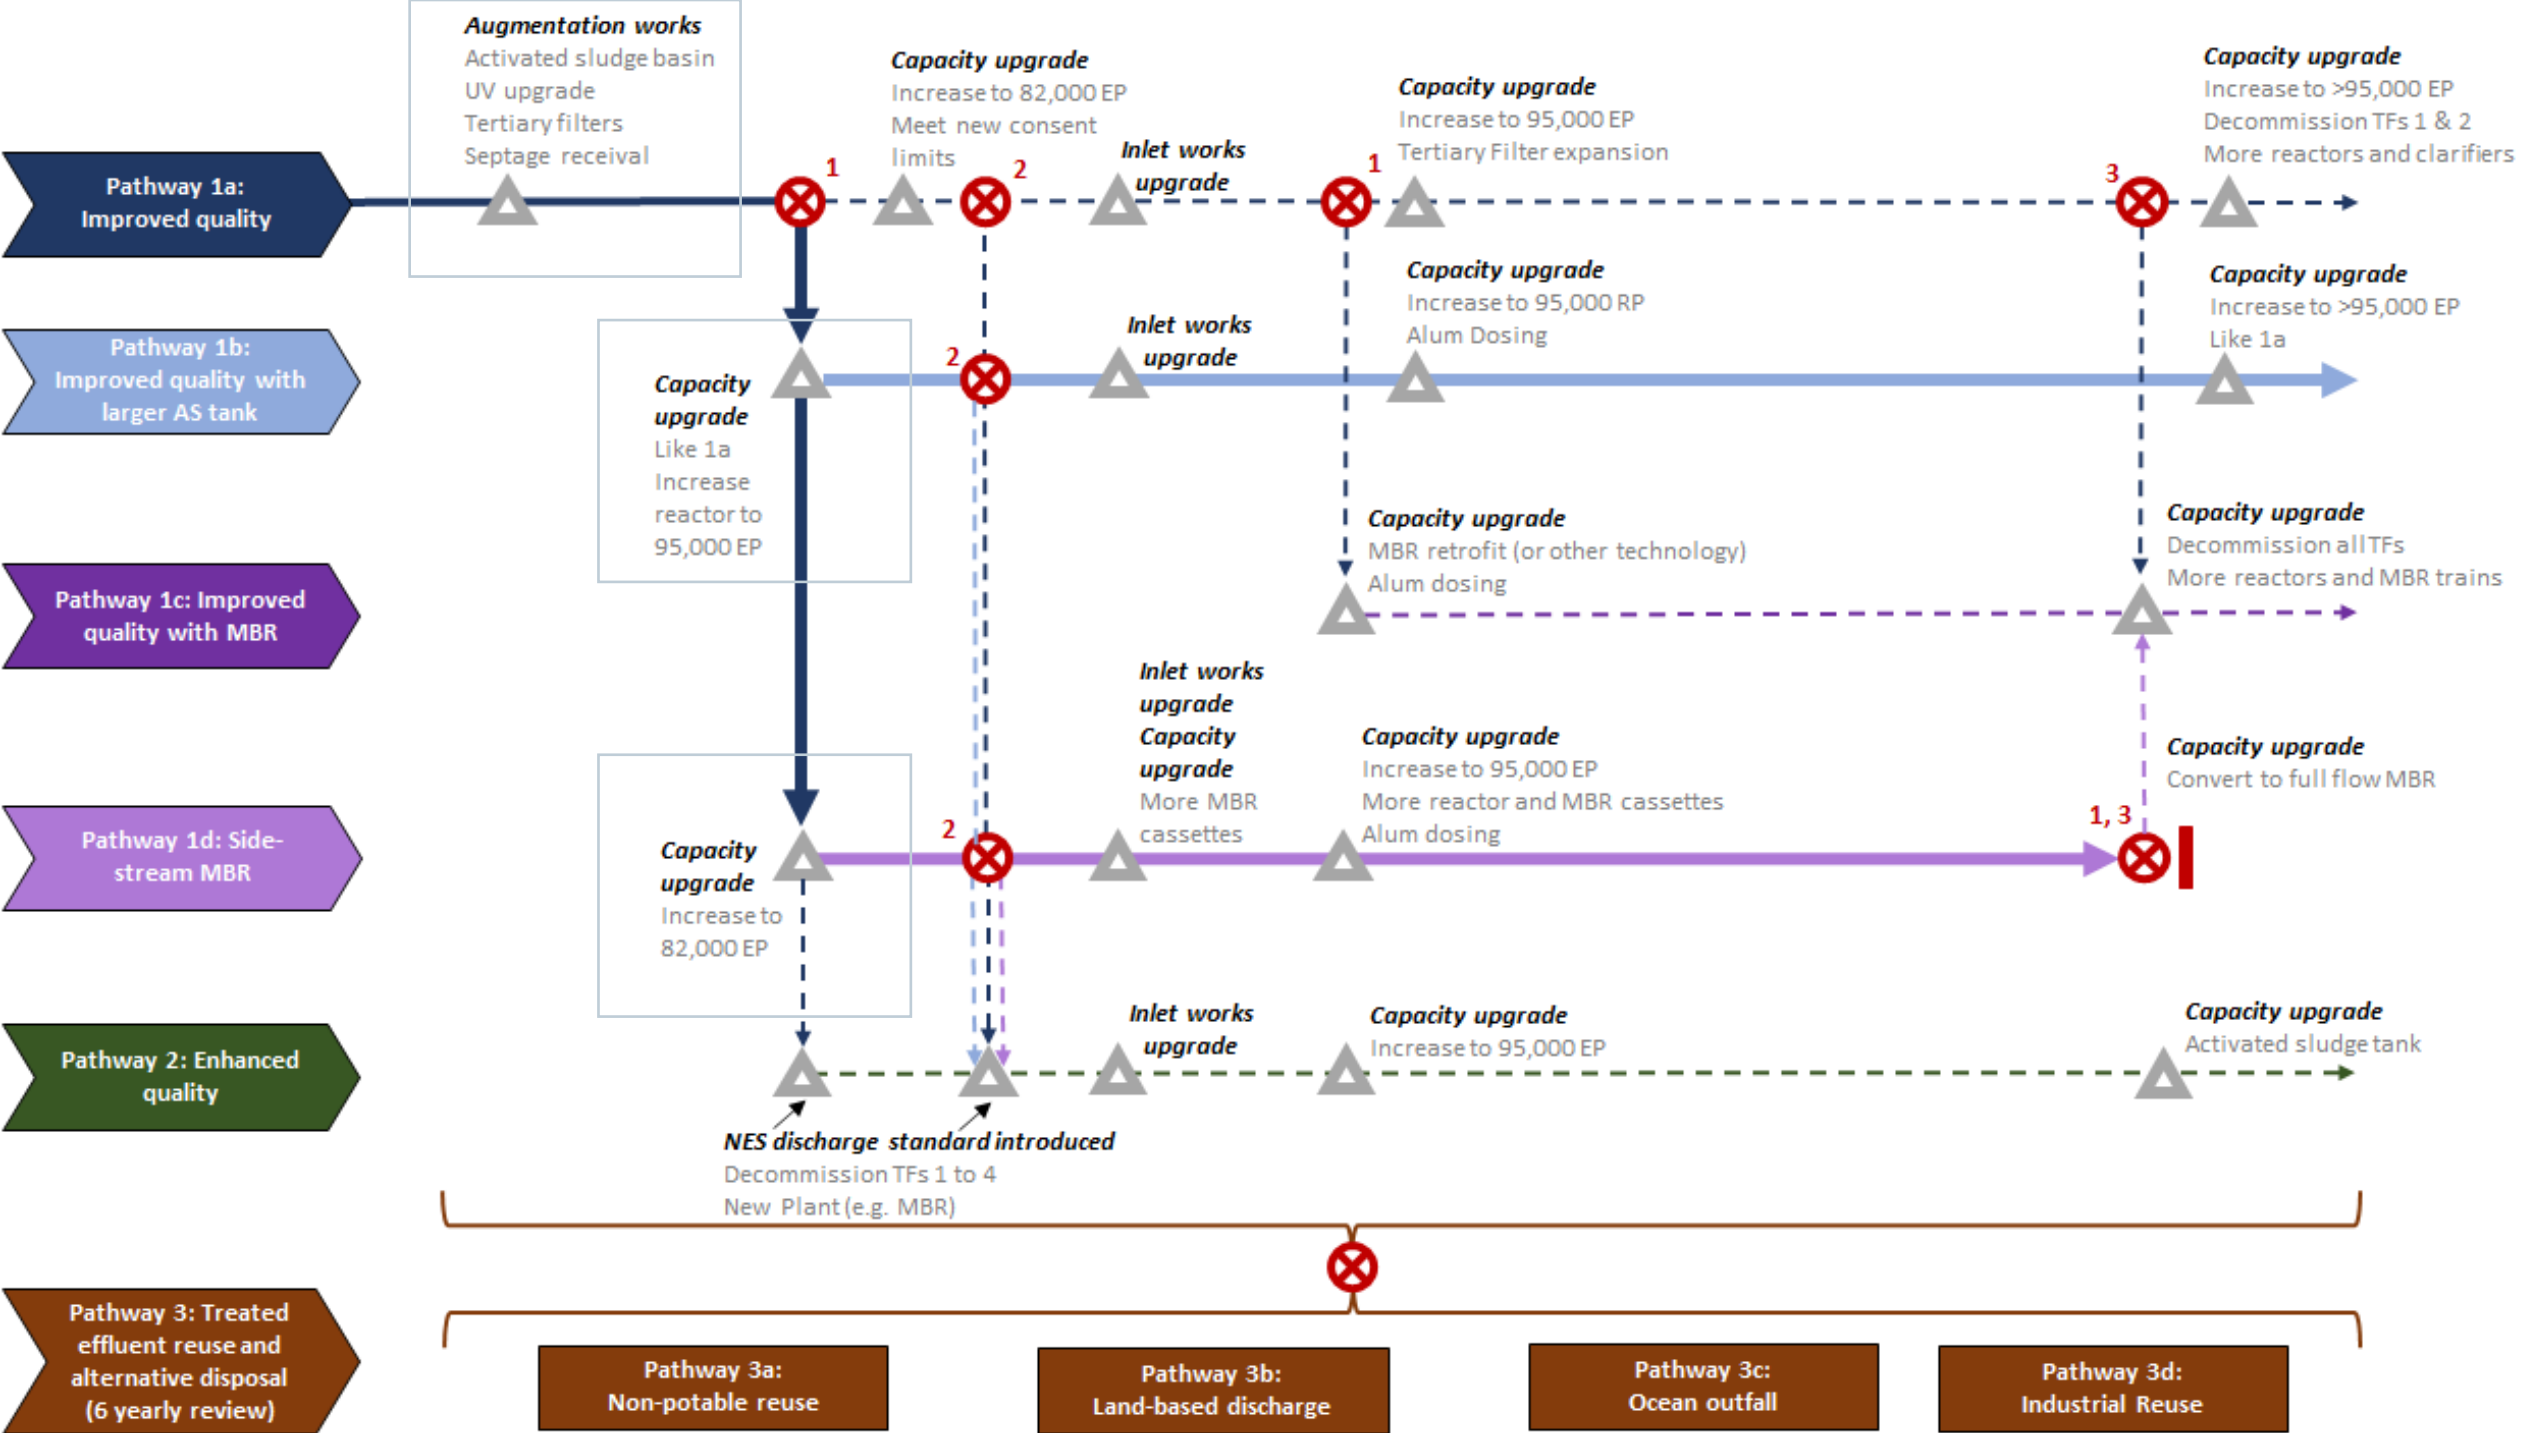 Augmentation works
Activated sludge basin
UV upgrade
Tertiary filters
Septage receival
Capacity upgrade
Increase to 82,000 EP
Meet new consent
limits
Inlet works
upgrade
Capacity upgrade
Increase to 95,000 EP
Tertiary Filter expansion
Capacity upgrade
Increase to >95,000 EP
Decommission TFs 1 & 2
More reactors and clarifiers
Pathway 1a:
Improved quality
1
2
1
3
Pathway 1b:
Improved quality with
larger AS tank
Capacity
upgrade
Like 1a
Increase
reactor to
95,000 EP
2
Inlet works
upgrade
Capacity upgrade
Increase to 95,000 RP
Alum Dosing
Capacity upgrade
Increase to >95,000 EP
Like 1a
Pathway 1c: Improved
quality with MBR
Capacity upgrade
MBR retrofit (or other technology)
Alum dosing
Capacity upgrade
Decommission all TFs
More reactors and MBR trains
Pathway 1d: Side-
stream MBR
Capacity
upgrade
Increase to
82,000 EP
2
Inlet works
upgrade
Capacity
upgrade
More MBR
cassettes
Capacity upgrade
Increase to 95,000 EP
More reactor and MBR cassettes
Alum dosing
Capacity upgrade
Convert to full flow MBR
1, 3
Pathway 2: Enhanced
quality
Inlet works
upgrade
Capacity upgrade
Increase to 95,000 EP
Capacity upgrade
Activated sludge tank
NES discharge standard introduced
Decommission TFs 1 to 4
New Plant (e.g. MBR)
Pathway 3: Treated
effluent reuse and
alternative disposal
(6 yearly review)
Pathway 3a:
Non-potable reuse
Pathway 3b:
Land-based discharge
Pathway 3c:
Ocean outfall
Pathway 3d:
Industrial Reuse